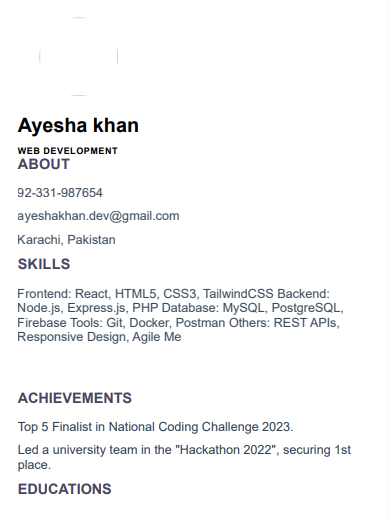 Ayesha khan
WEB DEVELOPMENT
ABOUT
92-331-987654
ayeshakhan.dev@gmail.com
Karachi, Pakistan
SKILLS
Frontend: React, HTML5, CSS3, TailwindCSS Backend:
Node.js, Express.js, PHP Database: MySQL, PostgreSQL,
Firebase Tools: Git, Docker, Postman Others: REST APIs,
Responsive Design, Agile Me
ACHIEVEMENTS
Top 5 Finalist in National Coding Challenge 2023.
Led a university team in the "Hackathon 2022", securing 1st
place.
EDUCATIONS